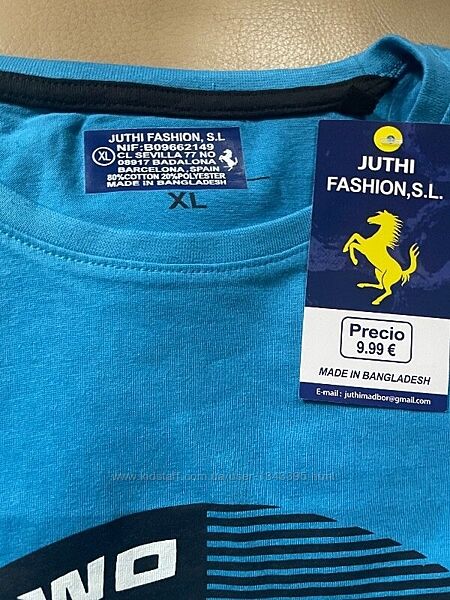 JUTHI FASHION, S.L
NIF:B09662149
XL
CL SEVILLA 77 NO
08917 BADALONA
BARCELONA, SPAIN
80%COTTON 20%POLYESTER
MADE IN BANGLADESH
XL
JUTHI
FASHION,S.L.
Precio
9.99 €
MADE IN BANGLADESH
E-mail : juthimadbor@gmail.com
WO